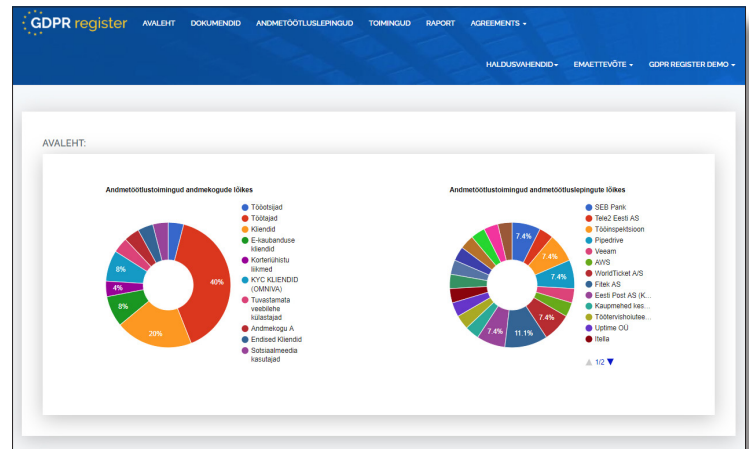 GDPR register
AVALEHT DOKUMENDID ANDMETÖÖTLUSLEPINGUD TOIMINGUD RAPORT AGREEMENTS
HALDUSVAHENDID EMAETTEVÕTE GDPR REGISTER DEMO
AVALEHT:
Andmetöötlustoimingud andmekogude lõikes
40%
20%
8%
4%
8%
Tööotsijad
Töötajad
Kliendid
E-kaubanduse
kliendid
Korteriühistu
liikmed
KYC KLIENDID
(OMNIVA)
Tuvastamata
veebilehe
külastajad
Andmekogu A
Endised Kliendid
Sotsiaalmeedia
kasutajad
Andmetöötlustoimingud andmetöötluslepingute lõikes
7.4%
7.4%
7.4%
7.4%
11.1%
7.4%
SEB Pank
Tele2 Eesti AS
Tööinspektsioon
Pipedrive
Veeam
AWS
WorldTicket A/S
Fitek AS
Eesti Post AS (K...
Kaupmehed kes...
Töötervishoiutee...
Uptime OÜ
Itella
1/2